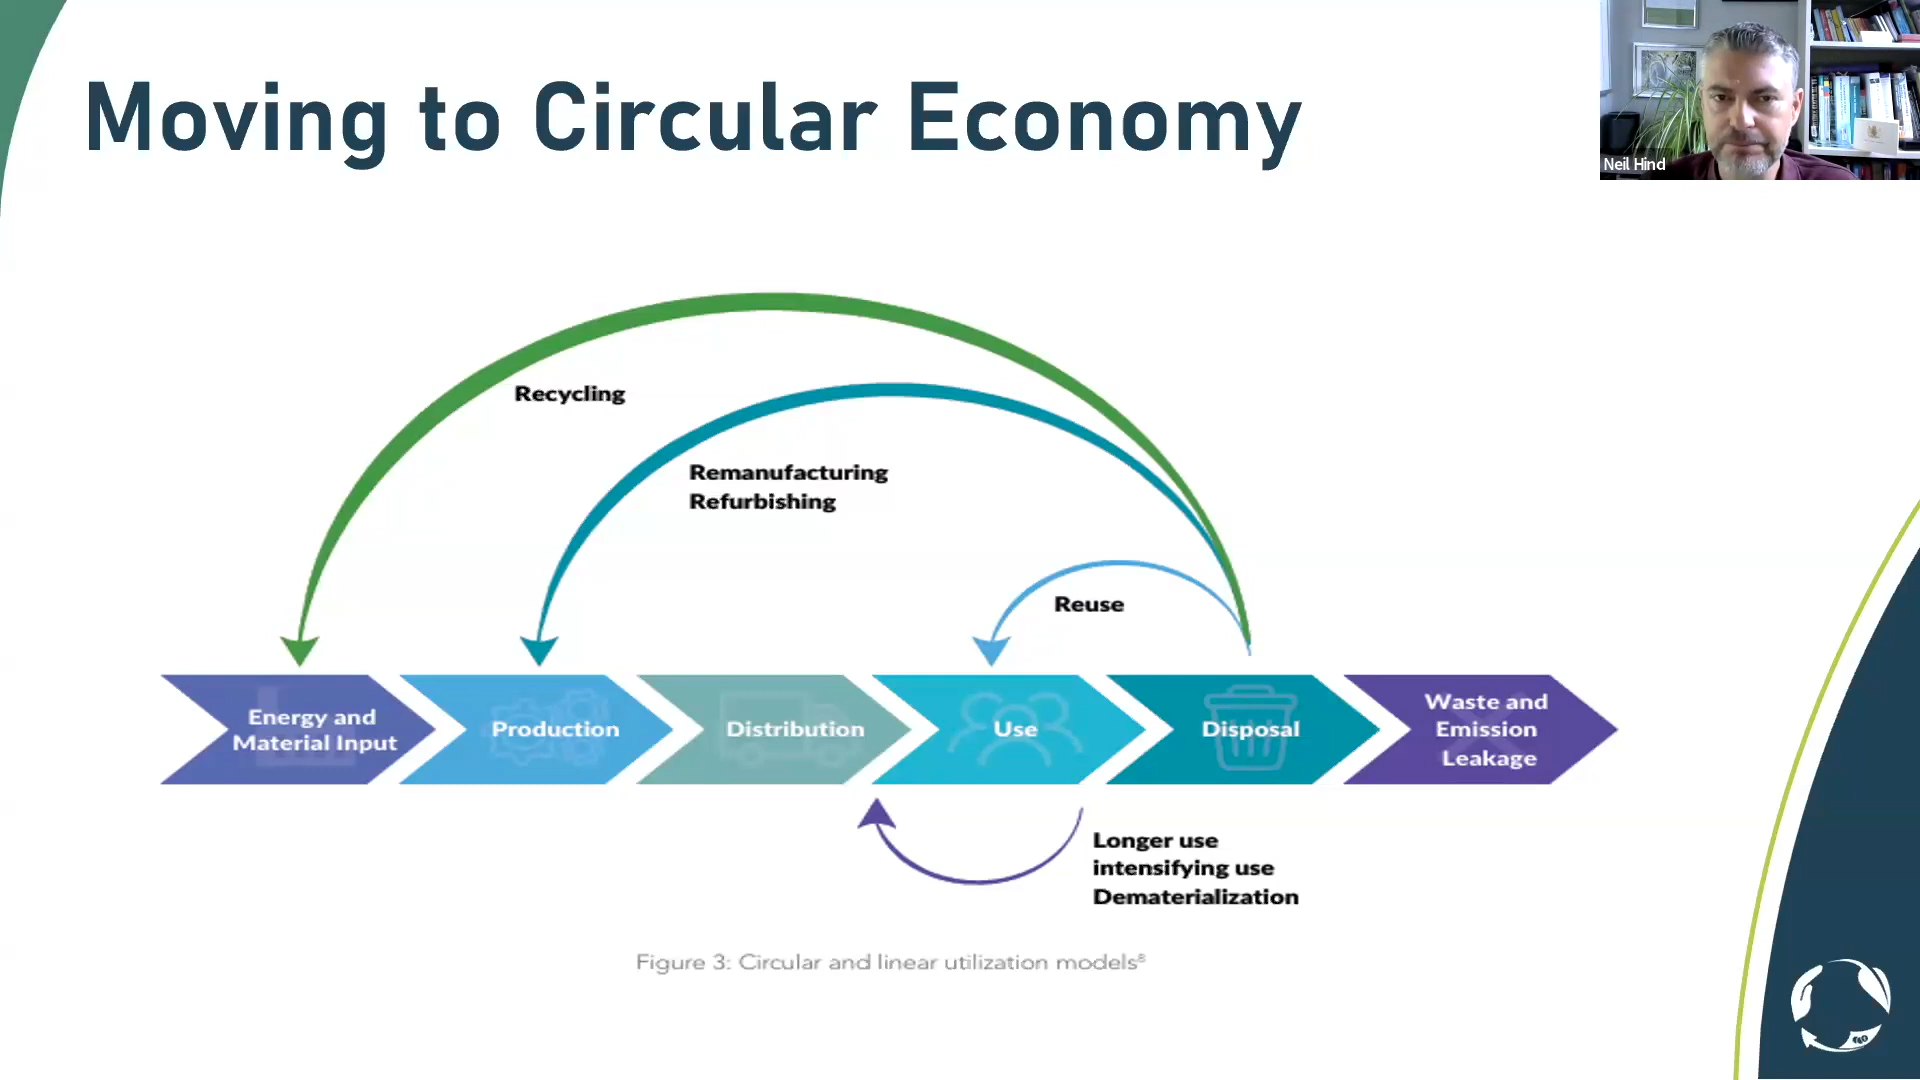 Moving to Circular Economy
Neil Hind
Recycling
Remanufacturing
Refurbishing
Reuse
Energy and
Material Input
Production
Distribution
Use
Disposal
Waste and
Emission
Leakage
Longer use
intensifying use
Dematerialization
Figure 3: Circular and linear utilization models⁸